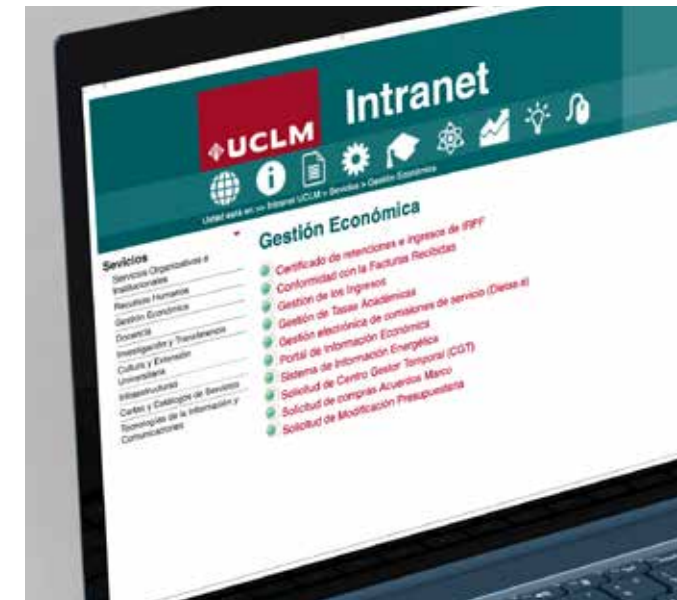 UCLM
Intranet
Usted está en >> Intranet UCLM > Sevicios > Gestión Económica
Sevicios
Servicios Organizativos e
Institucionales
Recursos Humanos
Gestión Económica
Docencia
Investigación y Transferencia
Cultura y Extensión
Universitaria
Infraestructuras
Cartas y Catálogos de Servicios
Tecnologías de la Información y
Comunicaciones
Gestión Económica
Certificado de retenciones e ingresos de IRPF
Conformidad con la Facturas Recibidas
Gestión de los Ingresos
Gestión de Tasas Académicas
Gestión electrónica de comisiones de servicio (Dietas e)
Portal de Información Económica
Sistema de Información Energética
Solicitud de Centro Gestor Temporal (CGT)
Solicitud de compras Acuerdos Marco
Solicitud de Modificación Presupuestaria